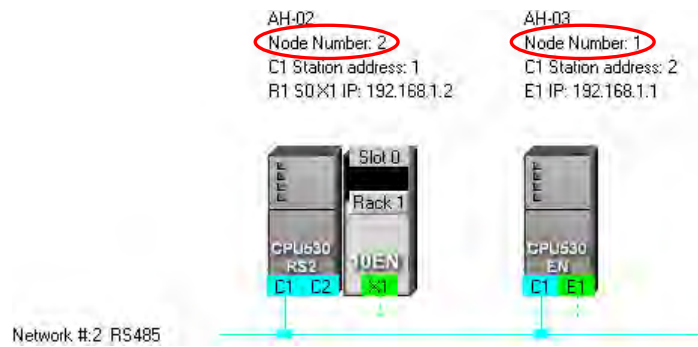 AH-02
Node Number: 2
C1 Station address: 1
R1 S0 X1 IP: 192.168.1.2
AH-03
Node Number: 1
C1 Station address: 2
E1 IP: 192.168.1.1
Slot 0
Rack 1
CPU530
RS2
10EN
C1 C2 X1
CPU530
EN
C1 E1
Network #:2 RS485